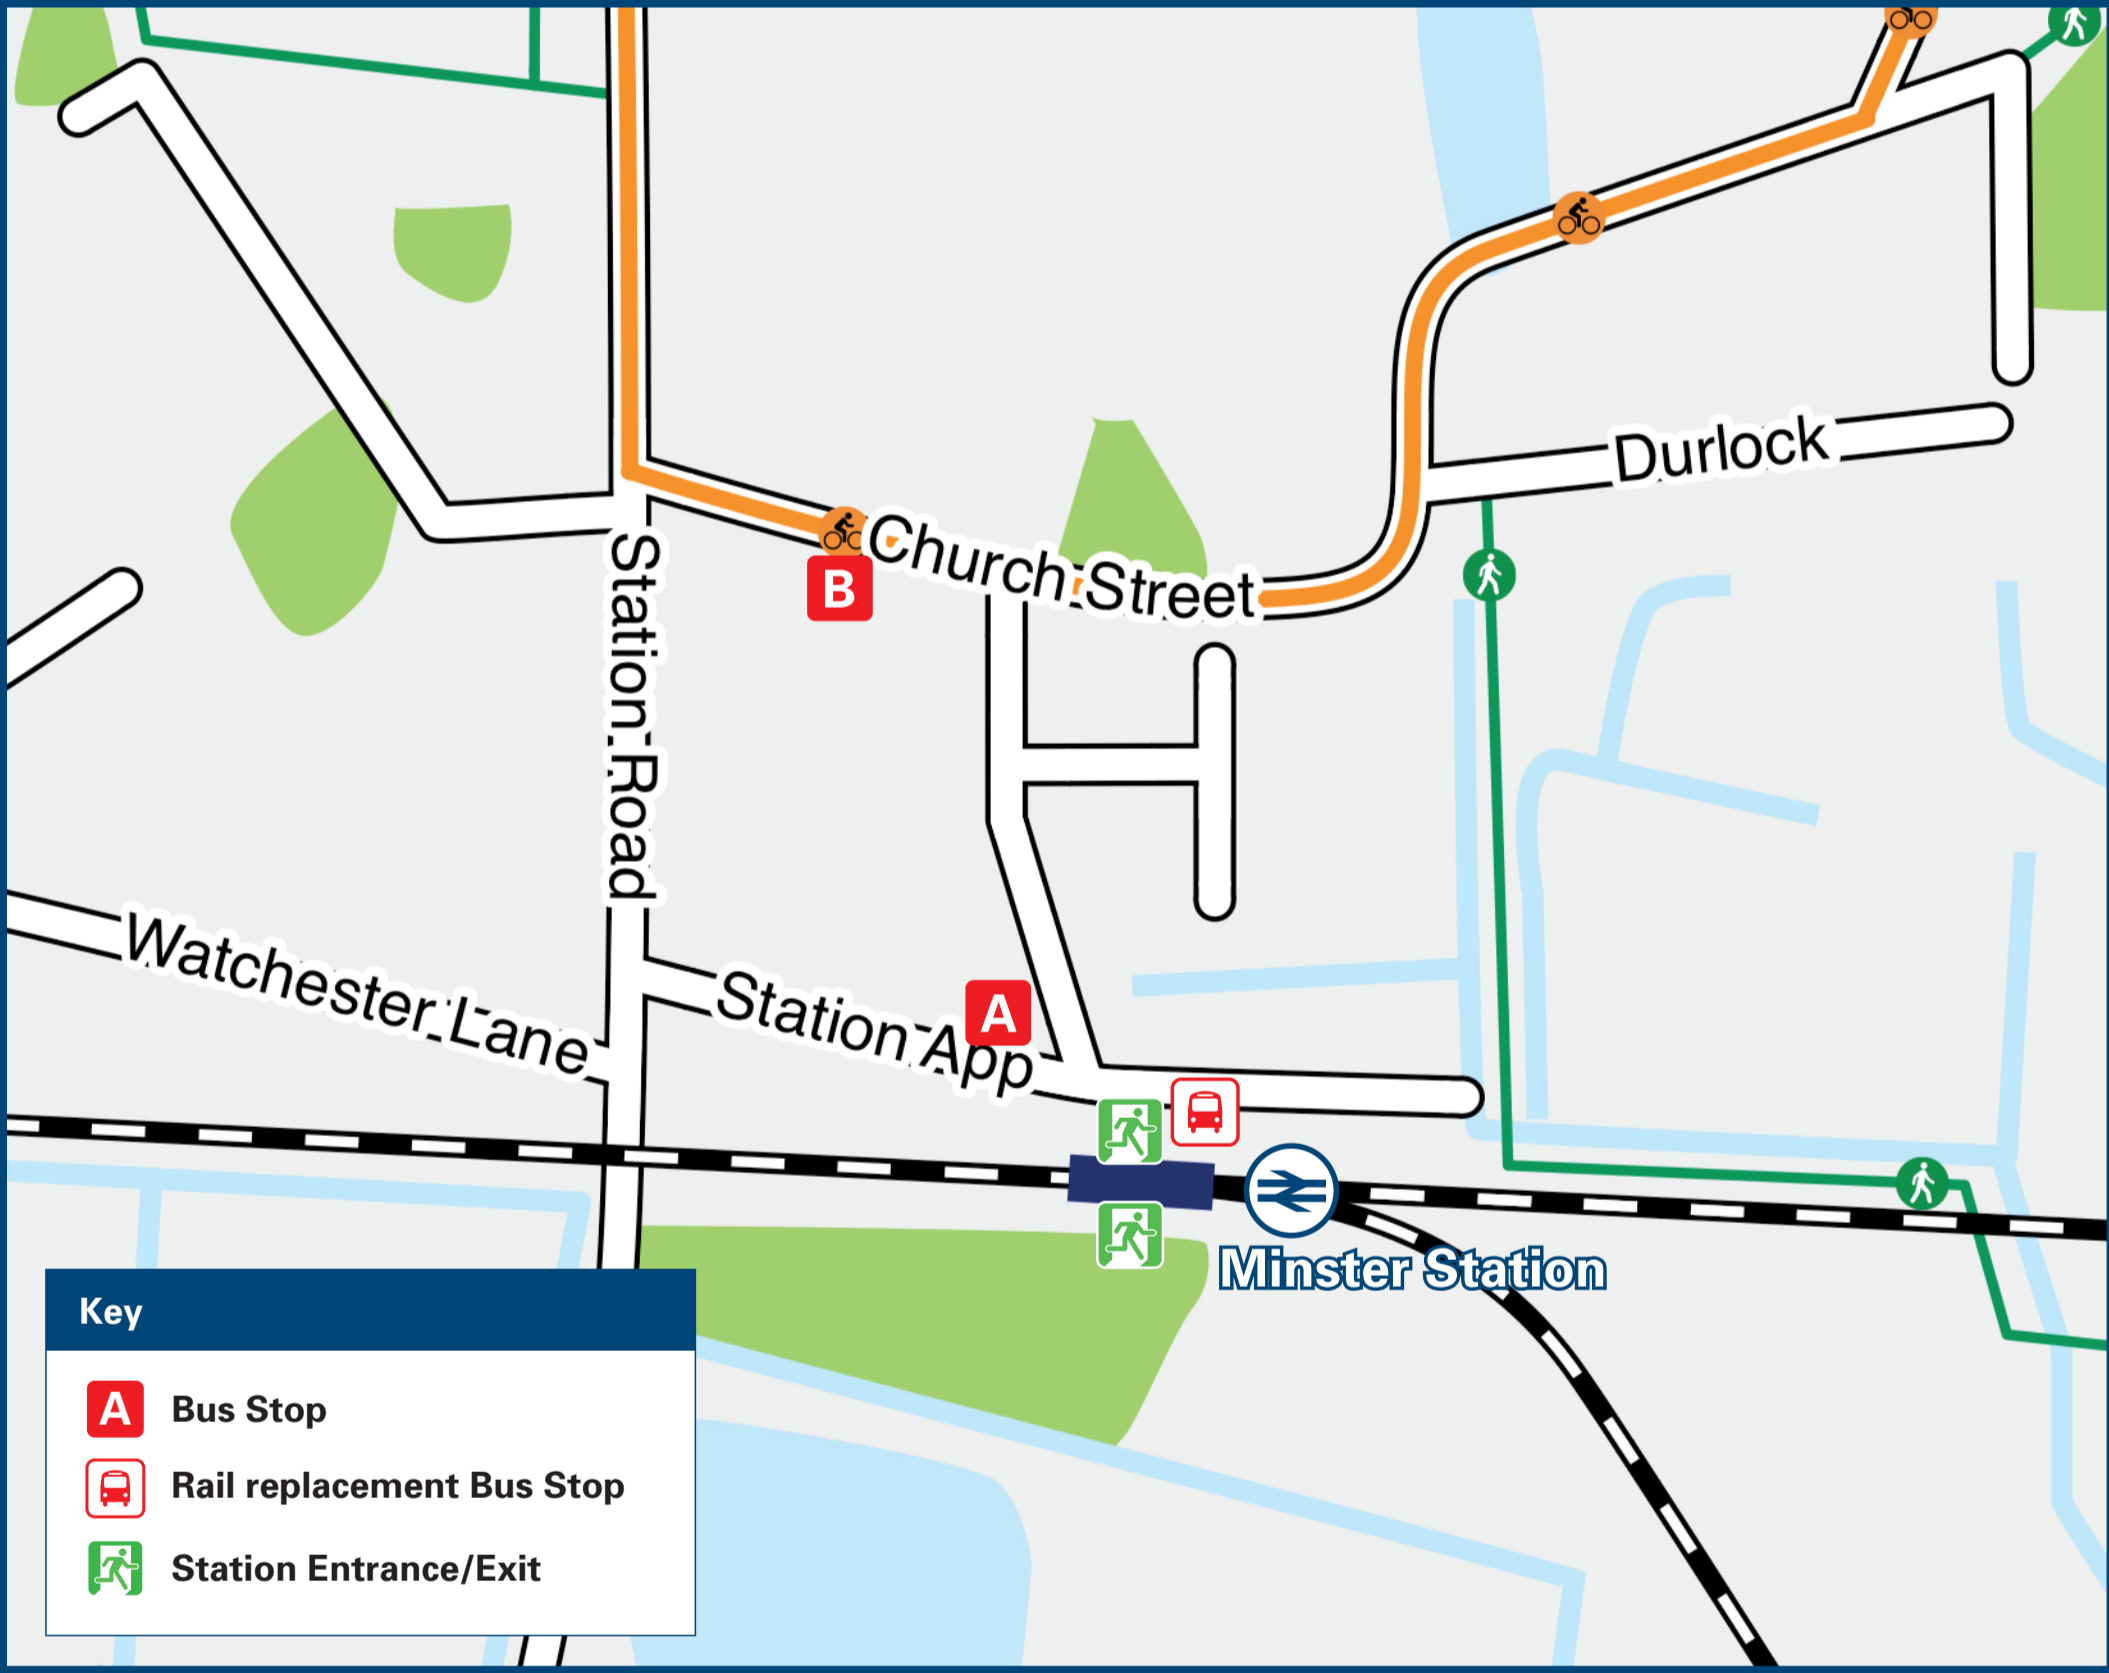 Durlock
Church Street
B
Station Road
Watchester Lane
Station App
A
Minster Station
Key
A Bus Stop
Rail replacement Bus Stop
Station Entrance/Exit